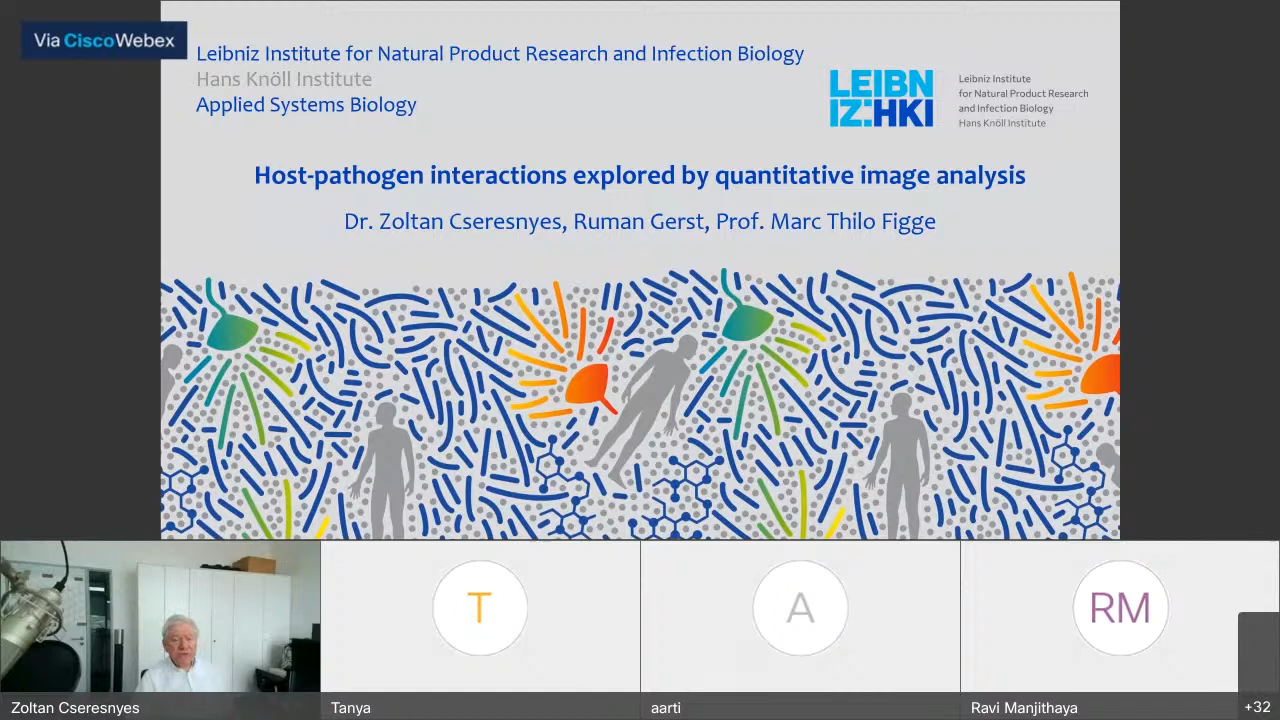 Via CiscoWebex
Leibniz Institute for Natural Product Research and Infection Biology
Hans Knöll Institute
Applied Systems Biology
LEIBN
IZ:HKI
Leibniz Institute
for Natural Product Research
and Infection Biology
Hans Knöll Institute
Host-pathogen interactions explored by quantitative image analysis
Dr. Zoltan Cseresnyes, Ruman Gerst, Prof. Marc Thilo Figge
T
A
RM
Zoltan Cseresnyes
Tanya
aarti
Ravi Manjithaya
+32